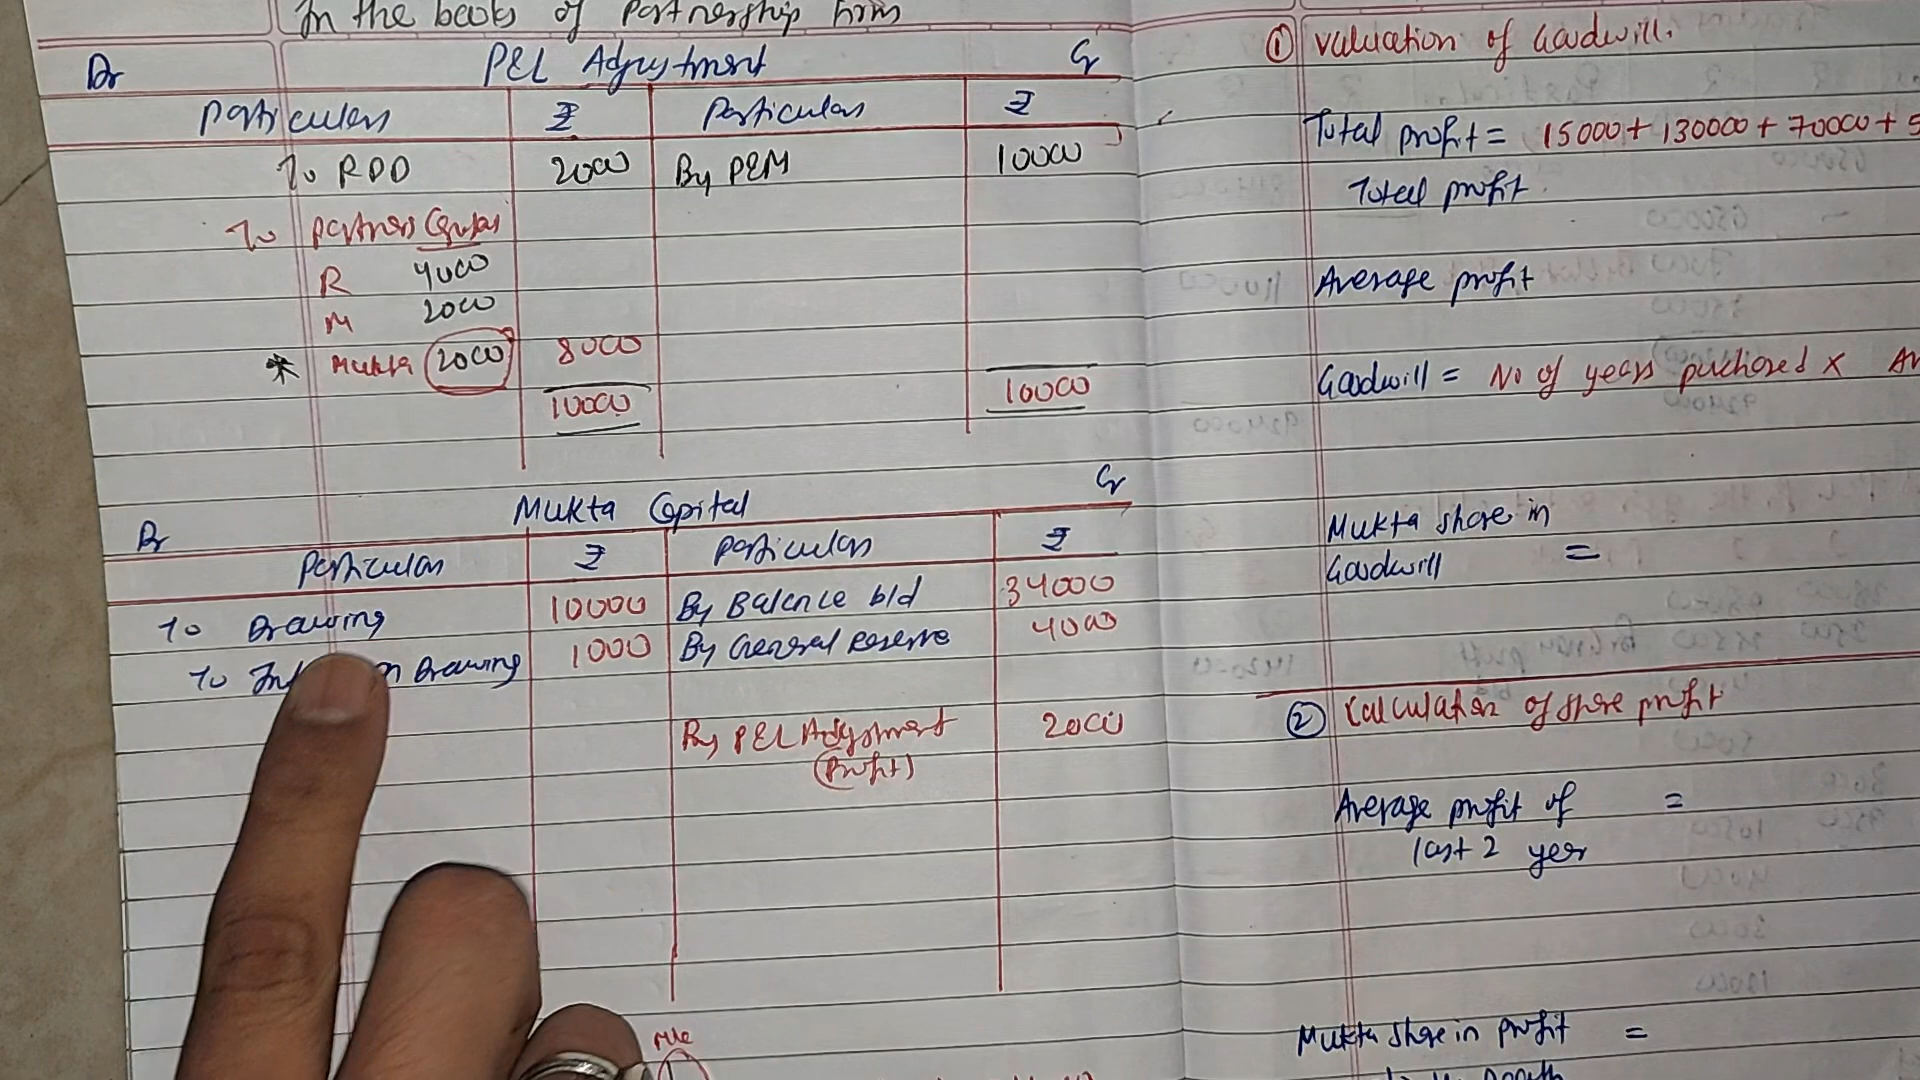 In the books of Partnership Firm
Dr P&L Adjustment Cr
Particulars ₹ Particulars ₹
To RDD 2000 By P&M 10000
To Partners Capital
R 4000
M 2000
* Mukta 2000 8000
10000 10000
Mukta Capital Cr
Dr
Particulars ₹ Particulars ₹
To Drawing 10000 By Balance b/d 34000
To Int n Drawing 1000 By General Reserve 4000
By P&L Adjustment 2000
(Profit)
① Valuation of Goodwill.
Total profit = 15000 + 130000 + 70000 + 5
Total profit
Average profit
Goodwill = No of years purchased x Av
Mukta share in
Goodwill =
② Calculation of share profit
Average profit of =
last 2 year
Mukta share in profit =